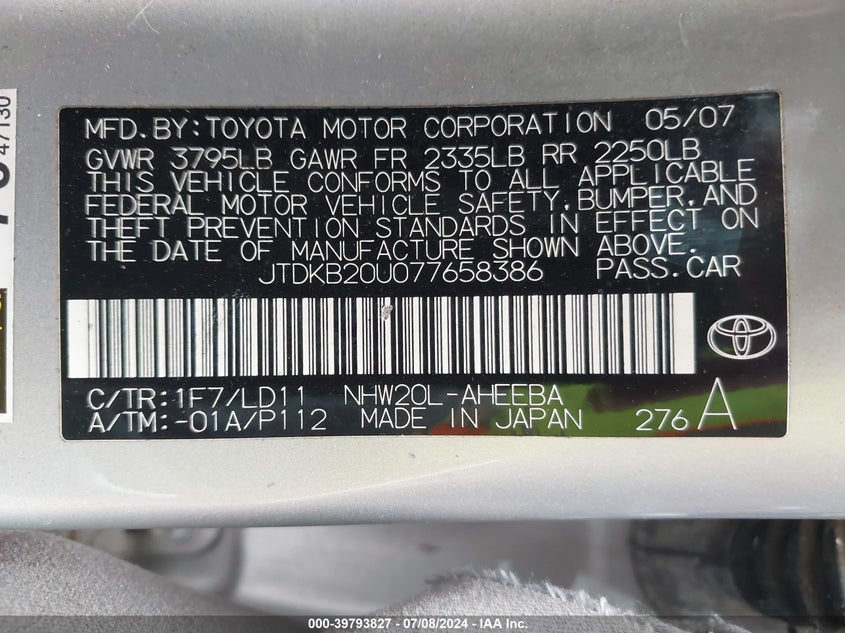 47130
MFD.BY:TOYOTA MOTOR CORPORATION 05/07
GVWR 3795LB GAWR FR 2335LB RR 2250LB
THIS VEHICLE CONFORMS TO ALL APPLICABLE
FEDERAL MOTOR VEHICLE SAFETY,BUMPER,AND
THEFT PREVENTION STANDARDS IN EFFECT ON
THE DATE OF MANUFACTURE SHOWN ABOVE.
JTDKB20U077658386 PASS.CAR
C/TR:1F7/LD11 NHW20L-AHEEBA
A/TM:-01A/P112 MADE IN JAPAN 276 A
000-39793827 - 07/08/2024 - IAA Inc.